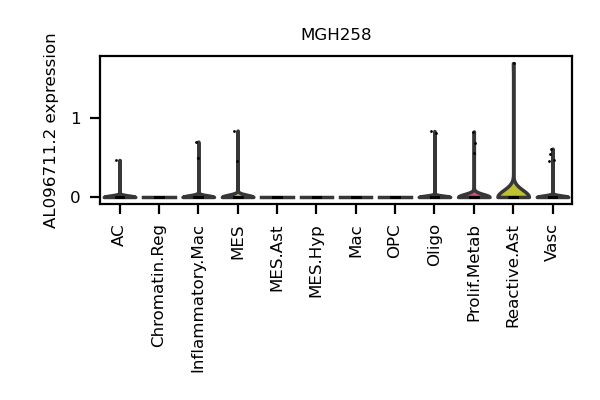 MGH258
AL096711.2 expression
1
0
AC
Chromatin.Reg
Inflammatory.Mac
MES
MES.Ast
MES.Hyp
Mac
OPC
Oligo
Prolif.Metab
Reactive.Ast
Vasc